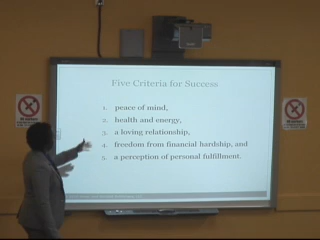 Five Criteria for Success
1. peace of mind,
2. health and energy,
3. a loving relationship,
4. freedom from financial hardship, and
5. a perception of personal fulfillment.